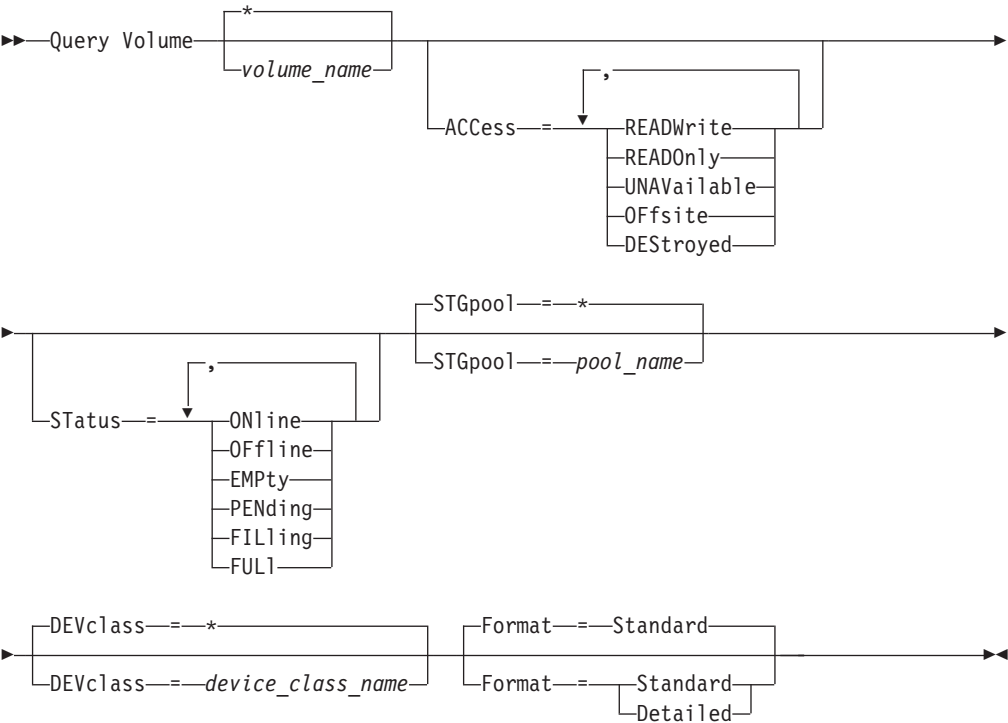 *
Query Volume
volume_name
,
ACCess = READWrite
READOnly
UNAVailable
OFfsite
DEStroyed
STGpool = *
STGpool = pool_name
,
STatus = ONline
OFfline
EMPty
PENding
FILling
FULl
DEVclass = *
DEVclass = device_class_name
Format = Standard
Format = Standard
Detailed